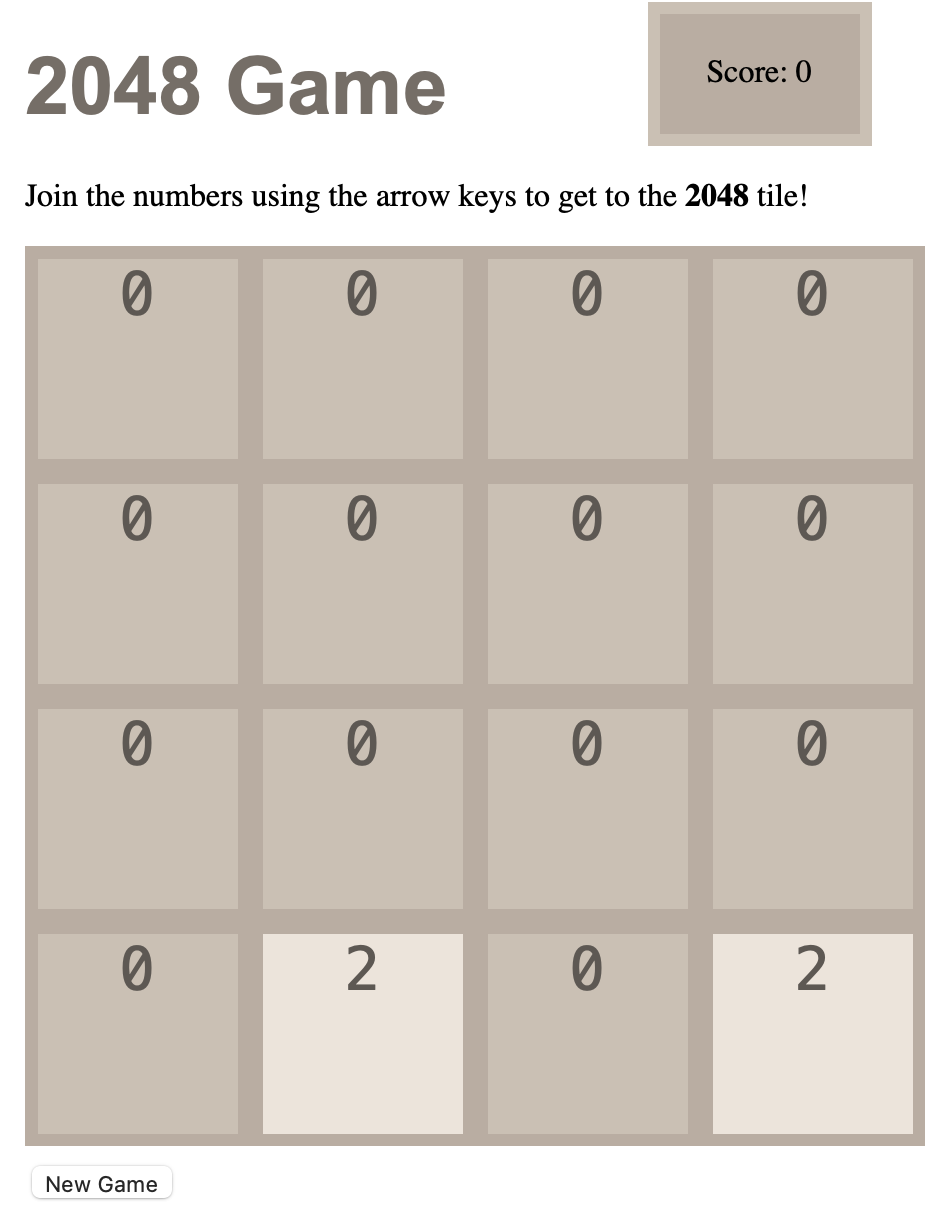 2048 Game
Score: 0
Join the numbers using the arrow keys to get to the 2048 tile!
0 0 0 0
0 0 0 0
0 0 0 0
0 2 0 2
New Game